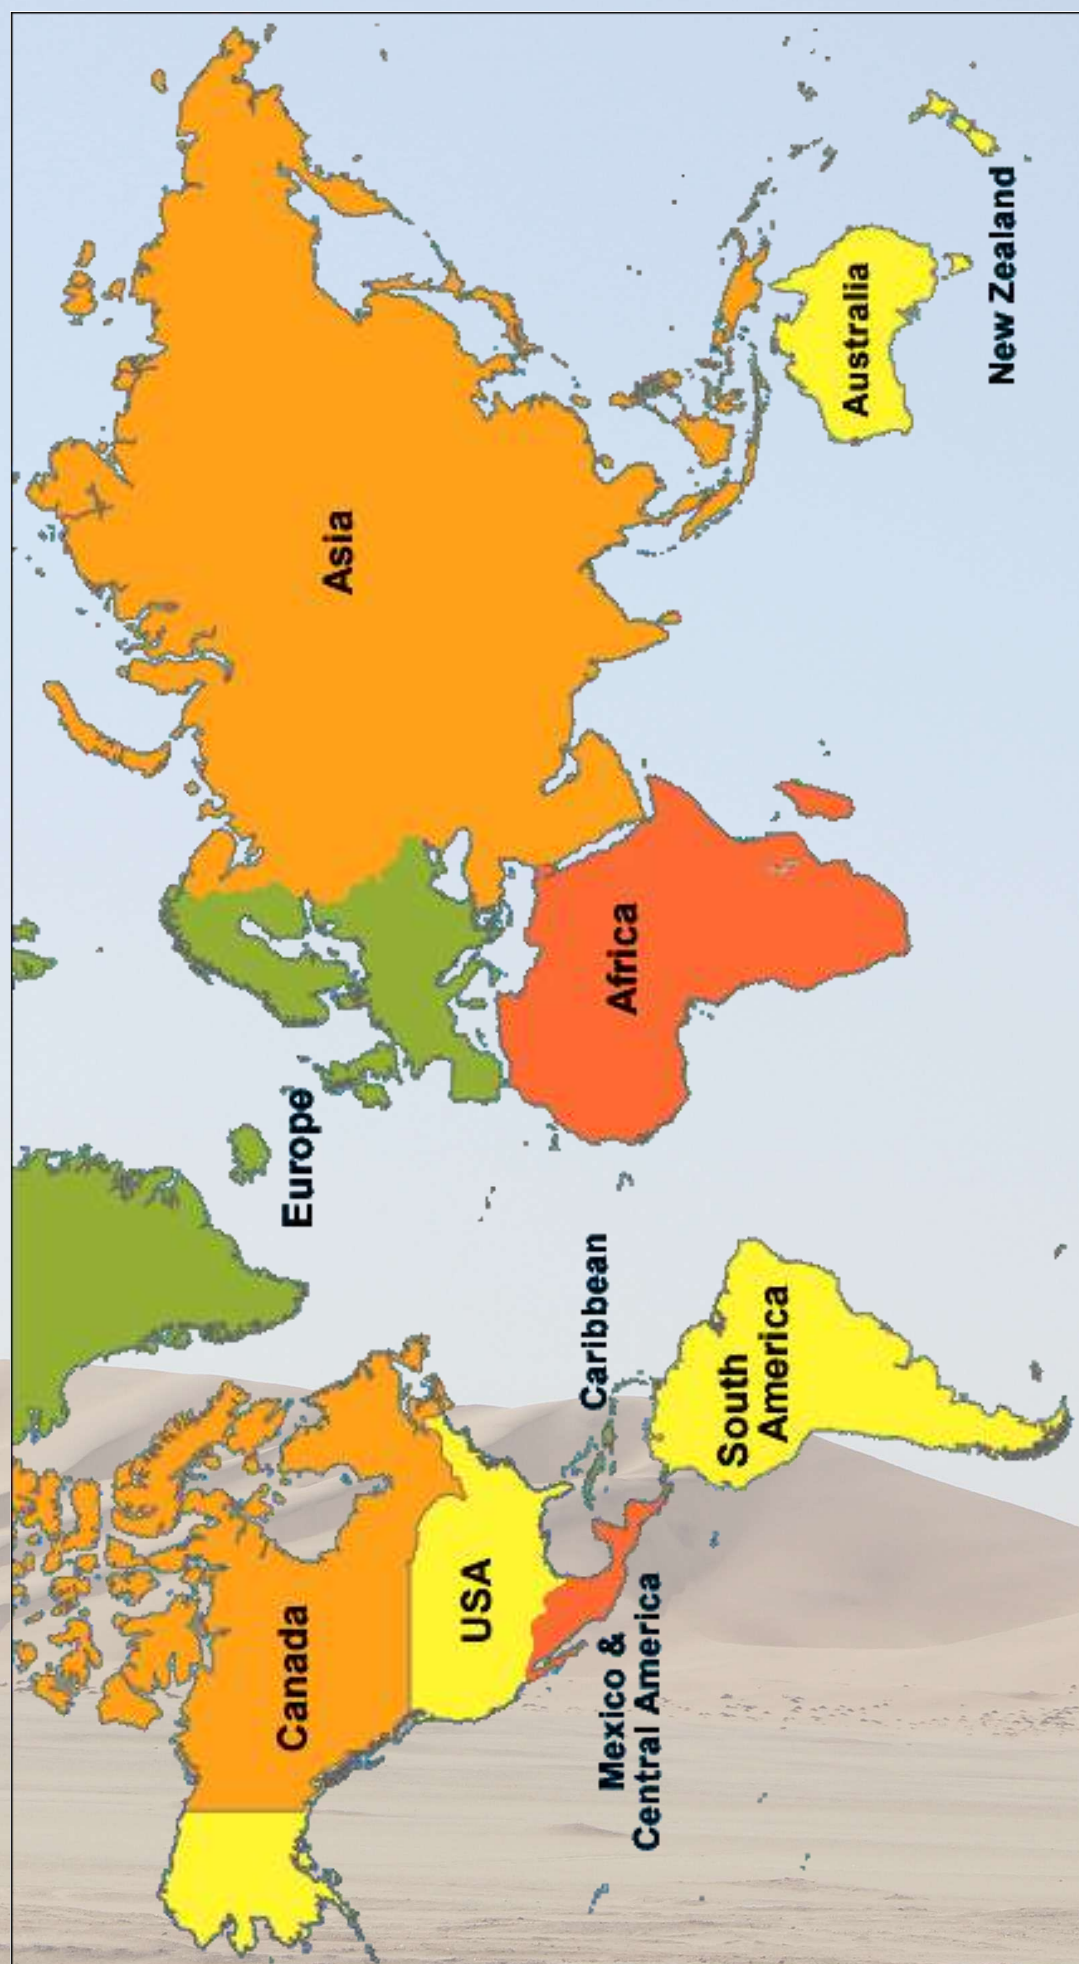 Canada
USA
Mexico &
Central America
Caribbean
South
America
Europe
Africa
Asia
Australia
New Zealand